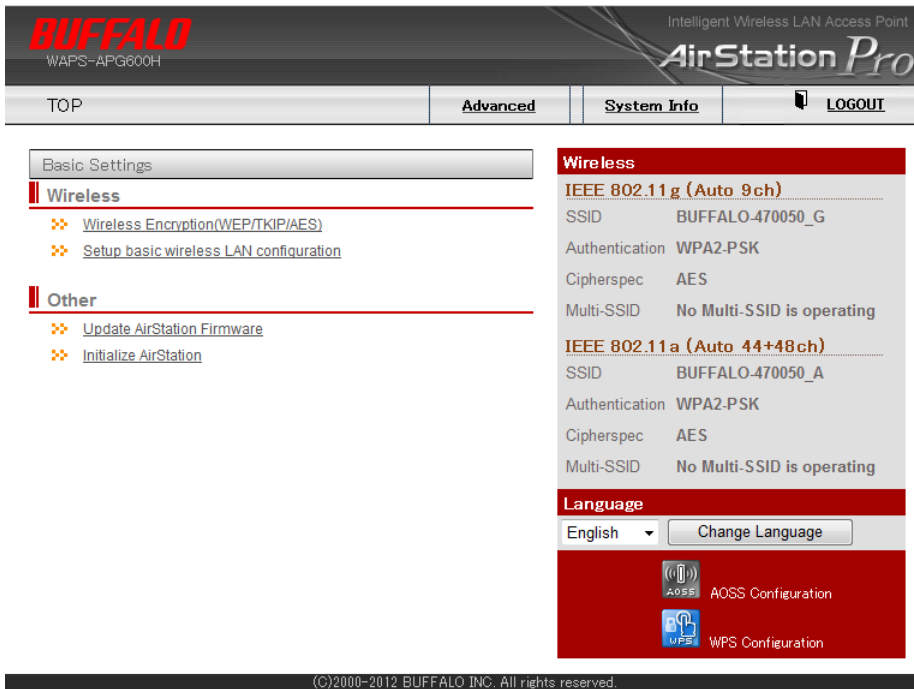 BUFFALO
WAPS-APG600H
Intelligent Wireless LAN Access Point
AirStation Pro
TOP
Advanced
System Info
LOGOUT
Basic Settings
Wireless
Wireless Encryption(WEP/TKIP/AES)
Setup basic wireless LAN configuration
Other
Update AirStation Firmware
Initialize AirStation
Wireless
IEEE 802.11g (Auto 9ch)
SSID BUFFALO-470050_G
Authentication WPA2-PSK
Cipherspec AES
Multi-SSID No Multi-SSID is operating
IEEE 802.11a (Auto 44+48ch)
SSID BUFFALO-470050_A
Authentication WPA2-PSK
Cipherspec AES
Multi-SSID No Multi-SSID is operating
Language
English Change Language
AOSS AOSS Configuration
WPS WPS Configuration
(C)2000-2012 BUFFALO INC. All rights reserved.